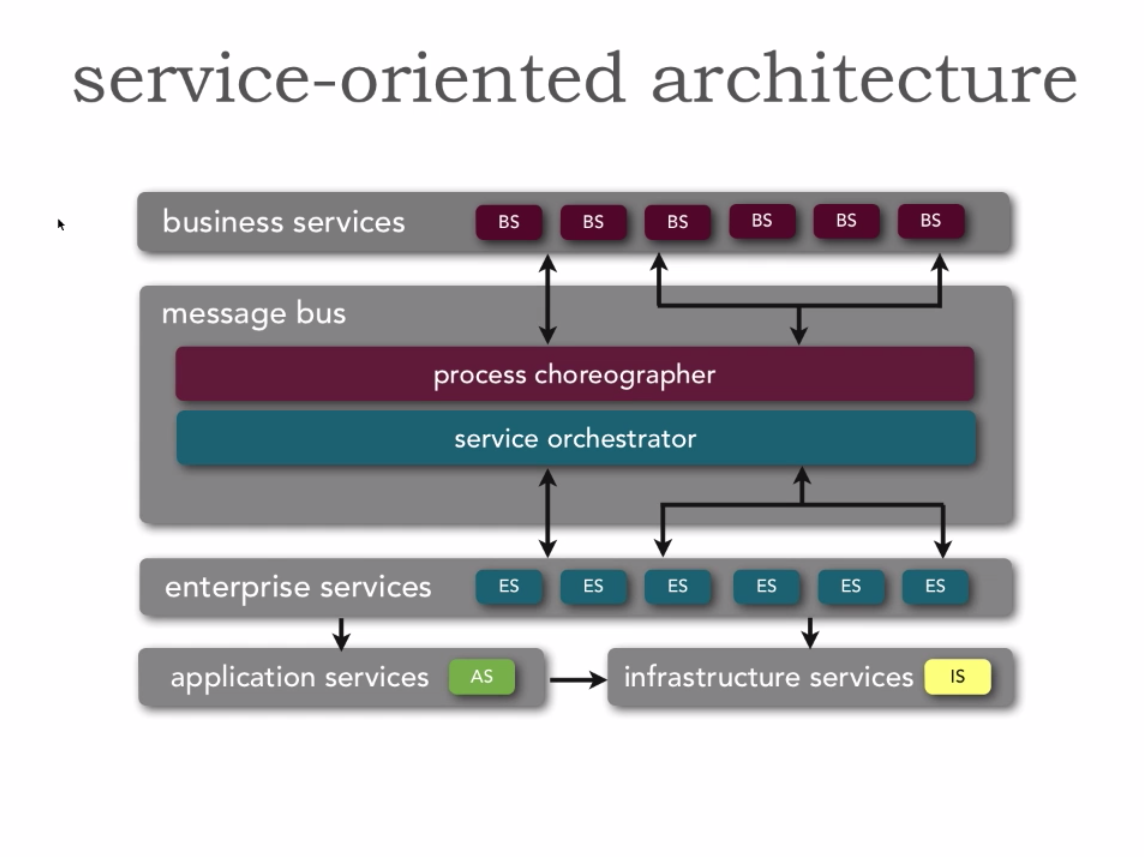 service-oriented architecture
business services BS BS BS BS BS BS
message bus
process choreographer
service orchestrator
enterprise services ES ES ES ES ES ES
application services AS infrastructure services IS